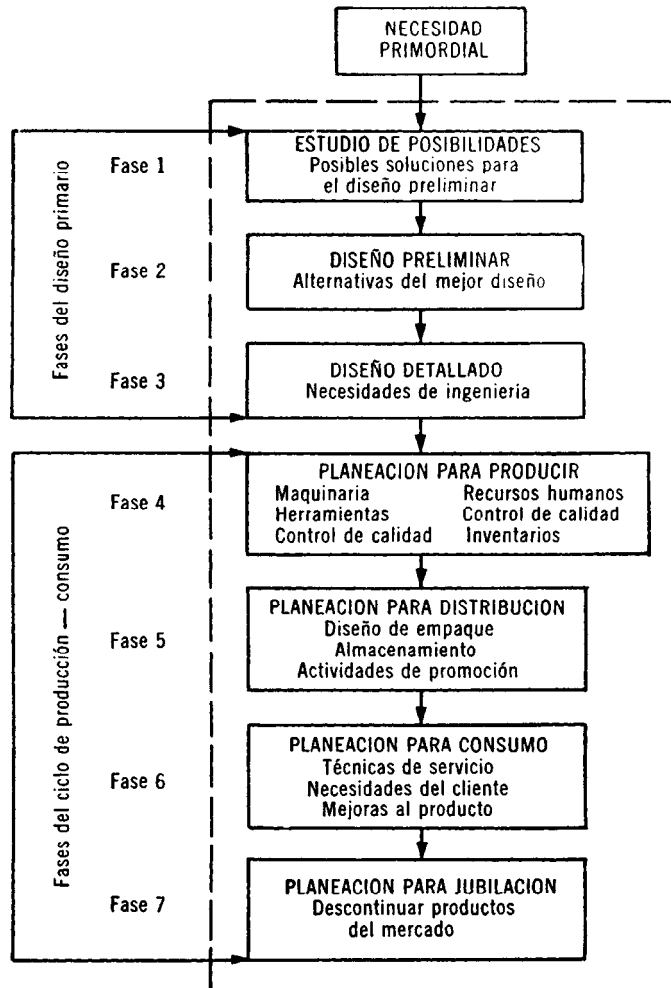 NECESIDAD
PRIMORDIAL
Fases del diseño primario
Fase 1
ESTUDIO DE POSIBILIDADES
Posibles soluciones para
el diseño preliminar
Fase 2
DISEÑO PRELIMINAR
Alternativas del mejor diseño
Fase 3
DISEÑO DETALLADO
Necesidades de ingenieria
Fases del ciclo de producción — consumo
Fase 4
PLANEACION PARA PRODUCIR
Maquinaria Recursos humanos
Herramientas Control de calidad
Control de calidad Inventarios
Fase 5
PLANEACION PARA DISTRIBUCION
Diseño de empaque
Almacenamiento
Actividades de promoción
Fase 6
PLANEACION PARA CONSUMO
Técnicas de servicio
Necesidades del cliente
Mejoras al producto
Fase 7
PLANEACION PARA JUBILACION
Descontinuar productos
del mercado